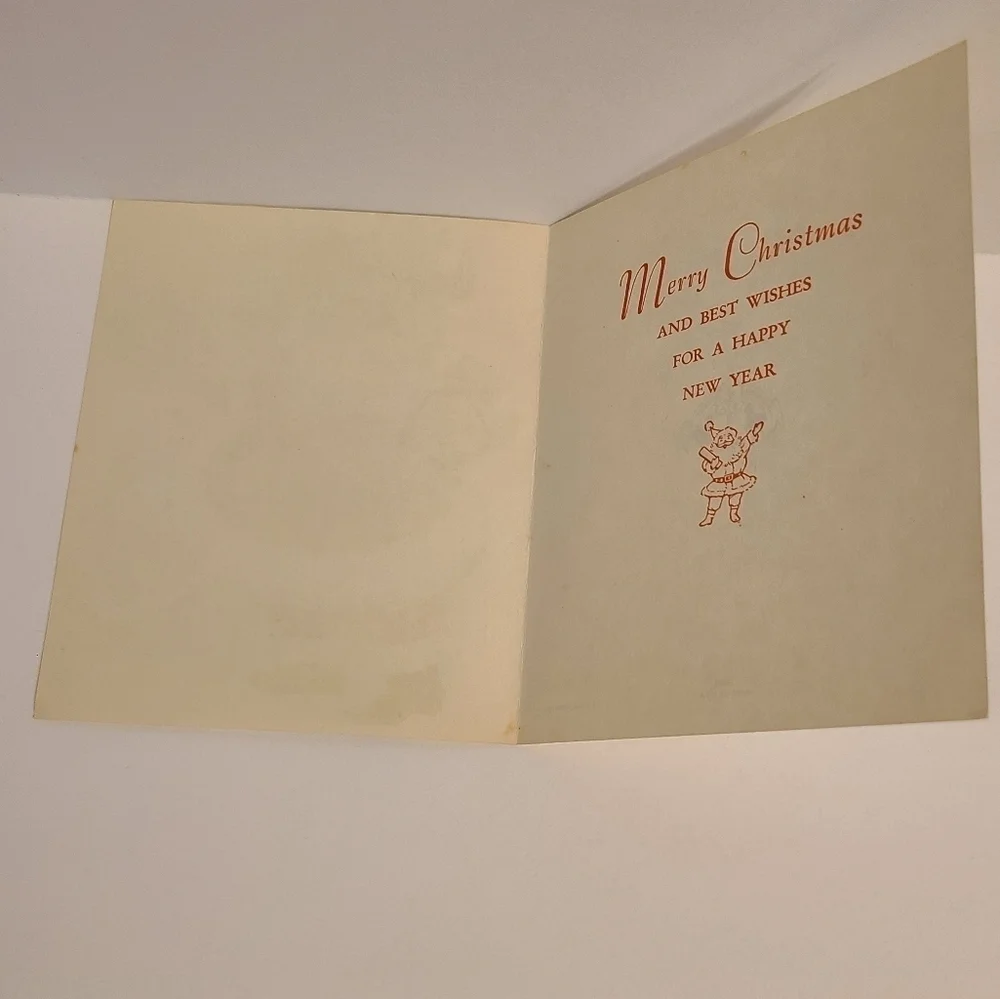 Merry Christmas
AND BEST WISHES
FOR A HAPPY
NEW YEAR